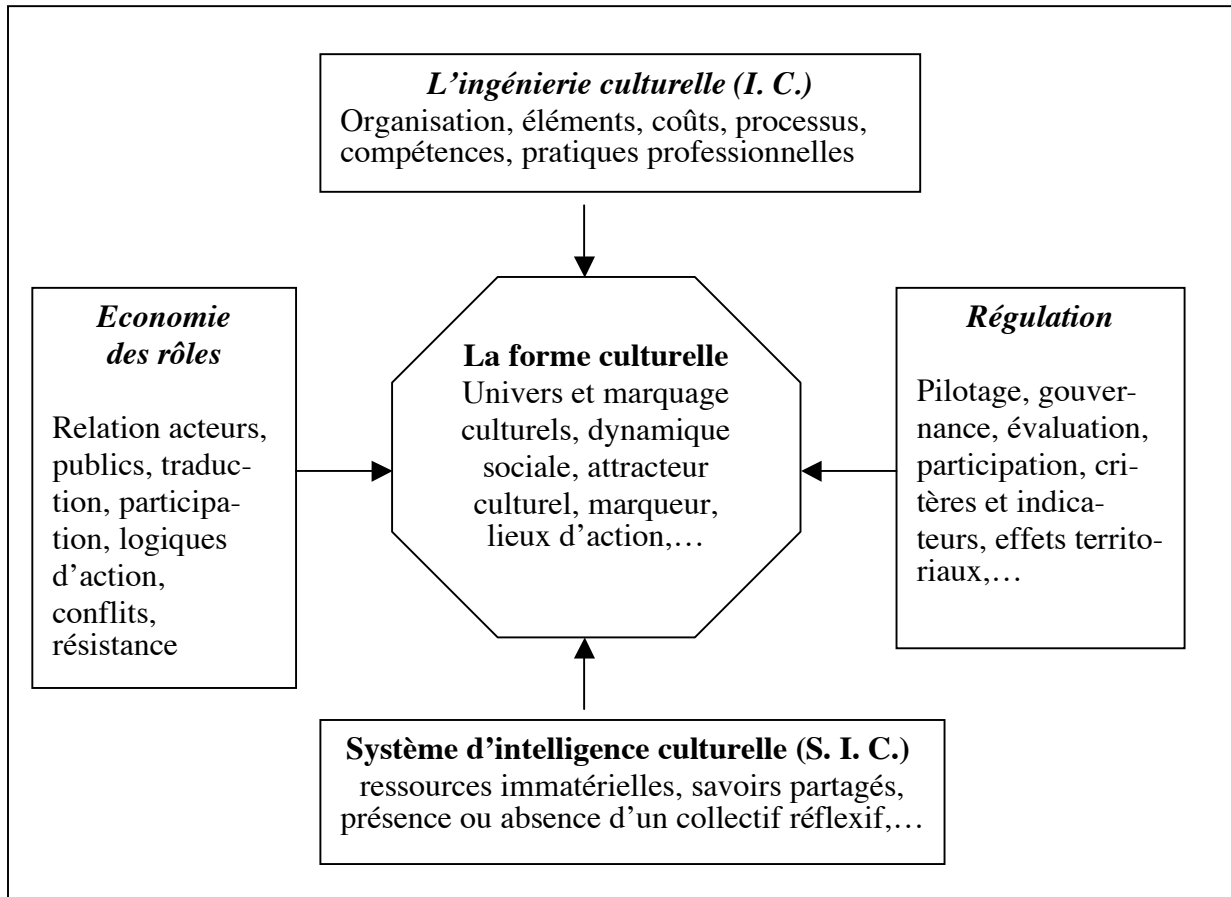 L’ingénierie culturelle (I. C.)
Organisation, éléments, coûts, processus,
compétences, pratiques professionnelles
Economie
des rôles
Relation acteurs,
publics, traduc-
tion, participa-
tion, logiques
d’action,
conflits,
résistance
La forme culturelle
Univers et marquage
culturels, dynamique
sociale, attracteur
culturel, marqueur,
lieux d’action,…
Régulation
Pilotage, gouver-
nance, évaluation,
participation, cri-
tères et indica-
teurs, effets territo-
riaux,…
Système d’intelligence culturelle (S. I. C.)
ressources immatérielles, savoirs partagés,
présence ou absence d’un collectif réflexif,…